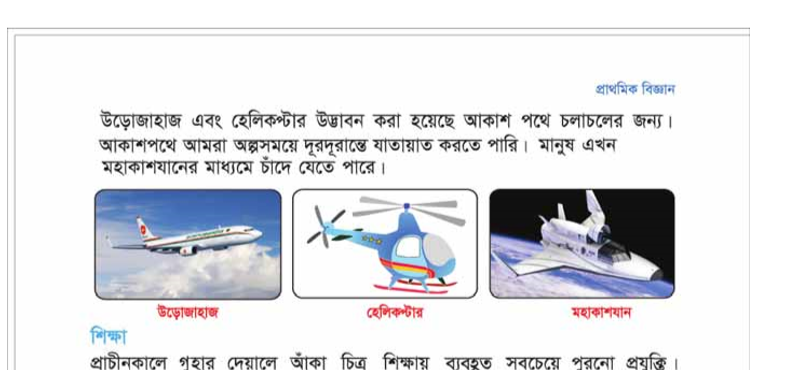 প্রাথমিক বিজ্ঞান
উড়োজাহাজ এবং হেলিকপ্টার উদ্ভাবন করা হয়েছে আকাশ পথে চলাচলের জন্য।
আকাশপথে আমরা অল্পসময়ে দূরদূরান্তে যাতায়াত করতে পারি। মানুষ এখন
মহাকাশযানের মাধ্যমে চাঁদে যেতে পারে।
উড়োজাহাজ
হেলিকপ্টার
মহাকাশযান
শিক্ষা
প্রাচীনকালে গুহার দেয়ালে আঁকা চিত্র শিক্ষায় ব্যবহৃত সবচেয়ে পুরনো প্রযুক্তি।